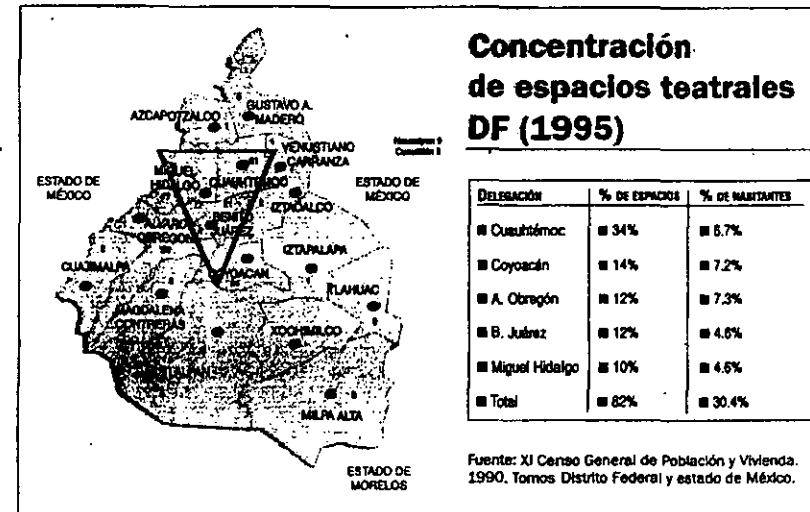 Concentración
de espacios teatrales
DF (1995)
AZCAPOTZALCO
GUSTAVO A.
MADERO
VENUSTIANO
CARRANZA
ESTADO DE
MÉXICO
MIGUEL
HIDALGO
CUAUHTÉMOC
ESTADO DE
MÉXICO
IZTACALCO
ALVARO
OBREGÓN
BENITO
JUÁREZ
IZTAPALAPA
CUAJIMALPA
COYOACAN
TLAHUAC
MAGDALENA
CONTRERAS
XOCHIMILCO
TLALPAN
MILPA ALTA
ESTADO DE
MORELOS
DELEGACIÓN % DE ESPACIOS % DE HABITANTES
Cuauhtémoc 34% 6.7%
Coyoacán 14% 7.2%
A. Obregón 12% 7.3%
B. Juárez 12% 4.6%
Miguel Hidalgo 10% 4.6%
Total 82% 30.4%
Fuente: XI Censo General de Población y Vivienda.
1990. Tomos Distrito Federal y estado de México.